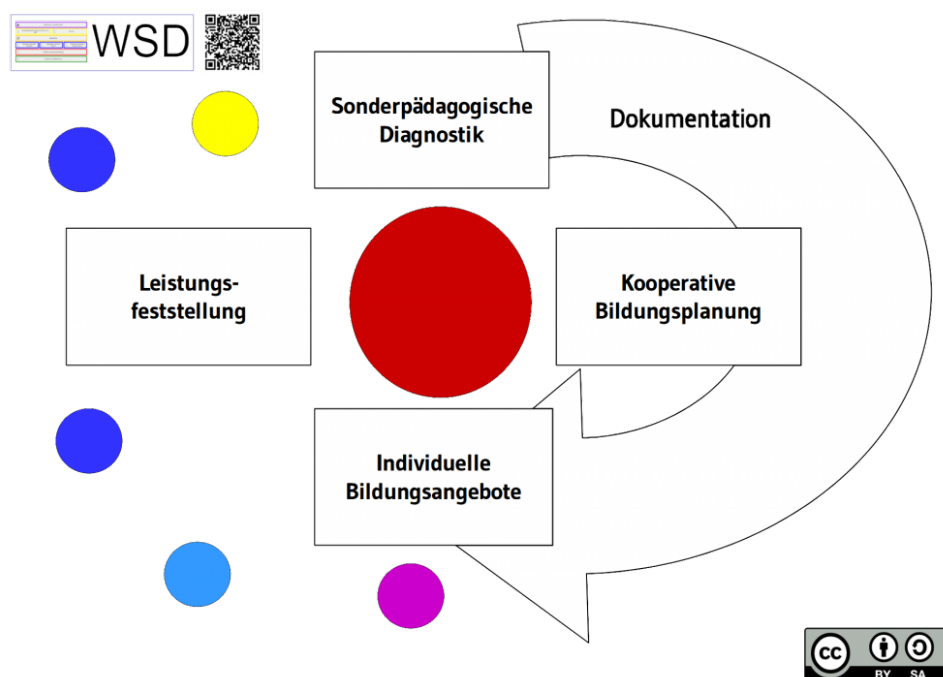 WSD
Sonderpädagogische
Diagnostik
Dokumentation
Leistungs-
feststellung
Kooperative
Bildungsplanung
Individuelle
Bildungsangebote
cc
BY SA